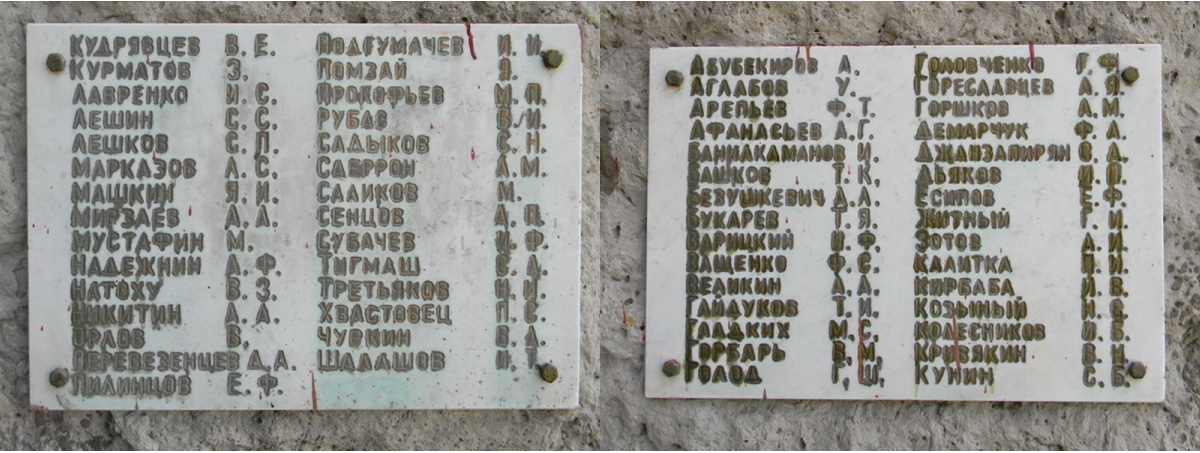 КУДРЯВЦЕВ В. Е.
КУРМАТОВ З.
ЛАВРЕНКО И. С.
ЛЕШИН С. С.
ЛЕШКОВ С. П.
МАРКАЗОВ Л. С.
МАШКИН Я. И.
МИРЗАЕВ А. А.
МУСТАФИН М.
НАДЕЖНИН А. Ф.
НАТОХУ В. З.
НИКИТИН А. А.
ОРЛОВ В.
ПЕРЕВЕЗЕНЦЕВ Д. А.
ПИЛИНЦОВ Е. Ф
ПОДГУМАЧЕВ И. И.
ПОМЗАЙ Я.
ПРОКОФЬЕВ М. П.
РУБАВ В. И.
САДЫКОВ С. Н.
САВРРОН А. М.
САЛИКОВ М.
СЕНЦОВ А. П.
СУБАЧЕВ И. Ф.
ТИГМАШ С. А.
ТРЕТЬЯКОВ Н. И.
ХВАСТОВЕЦ П. С.
ЧУРКИН В. А.
ШАЛАШОВ И. Т.
АБУБЕКИРОВ А.
АГЛАБОВ У.
АРЕПЬЕВ Ф. Т.
АФАНАСЬЕВ А. Г.
БАНИАКАМАНОВ И.
БАШКОВ Т. К.
БЕЗУШКЕВИЧ Д. А.
БУКАРЕВ Т. Я.
ВАРИЦКИЙ И. Ф.
ВАЩЕНКО Ф. С.
ВЕЛИКИН А. А.
ГАЙДУКОВ Т. И.
ГЛАДКИХ М. С.
ГОРБАРЬ В. М.
ГОЛОД Г. Ш.
ГОЛОВЧЕНКО Г. Ф.
ГОРЕСЛАВЦЕВ А. Я.
ГОРШКОВ А. М.
ДЕМАРЧУК Ф. А.
ДЖАНЗАПИРЯН С. А.
ДЬЯКОВ И. П.
ЕСИПОВ Е. Ф.
ЖИТНЫЙ Г. И.
ЗОТОВ А. И.
КАЛИТКА П. И.
КИРБАБА И. В.
КОЗЫНЫЙ Н. С.
КОЛЕСНИКОВ И. В.
КРИВЯКИН В. Н.
КУНИН С. Б.